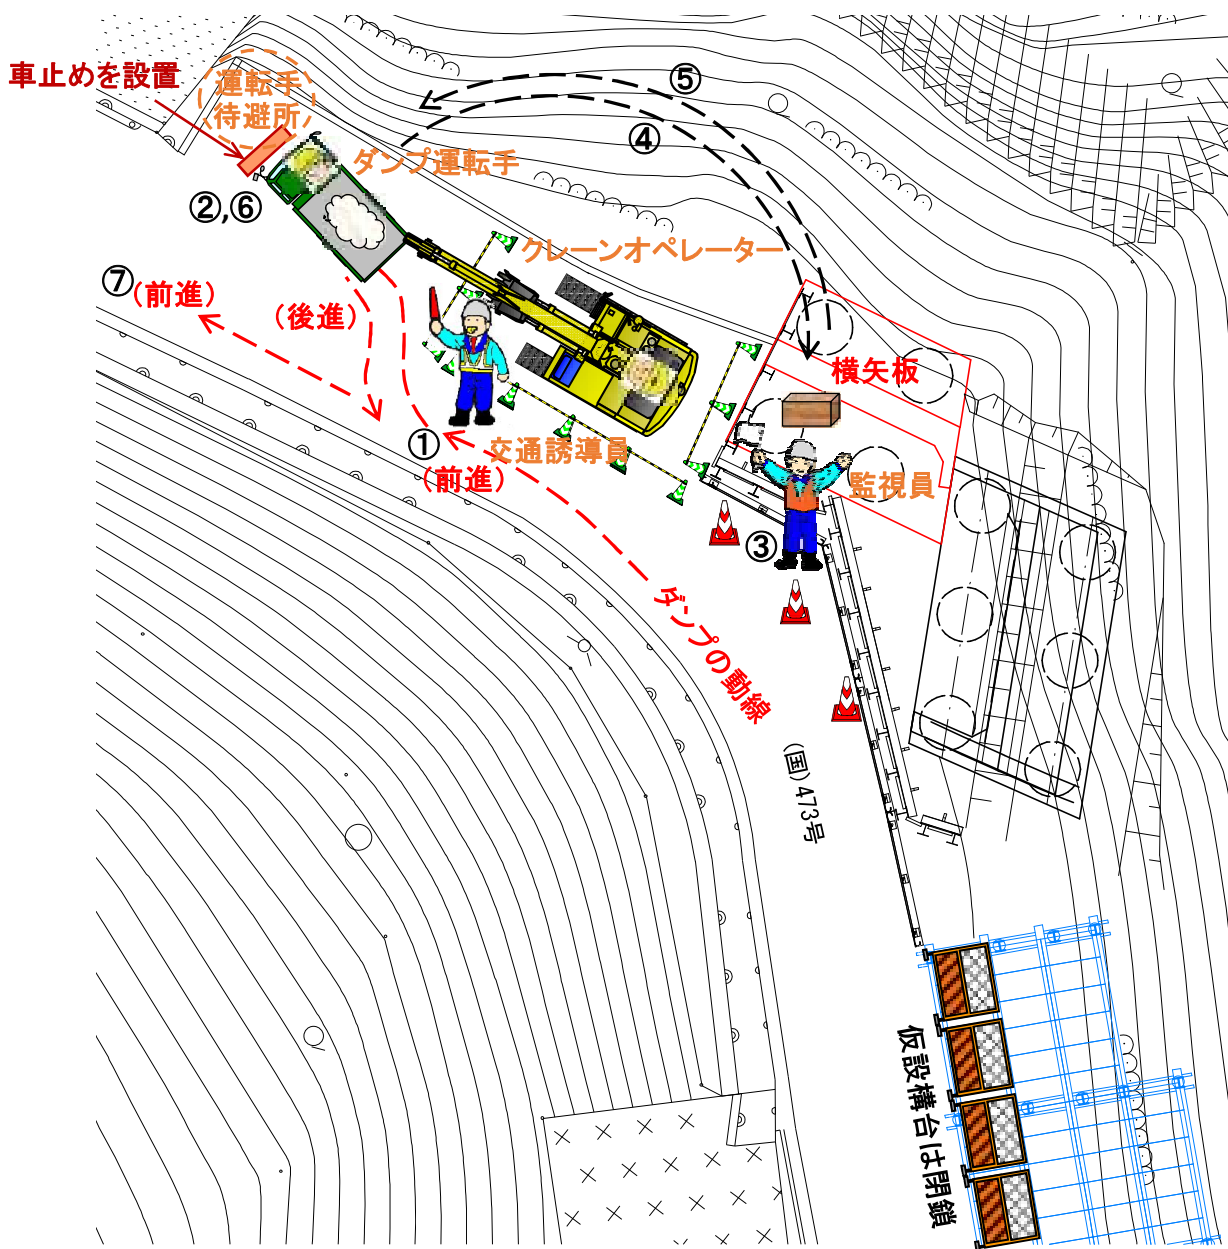 車止めを設置
運転手
待避所
⑤
④
ダンプ運転手
②,⑥
クレーンオペレーター
⑦(前進)
(後進)
横矢板
①
(前進)
交通誘導員
監視員
③
ダンプの動線
(国)473号
仮設構台は閉鎖